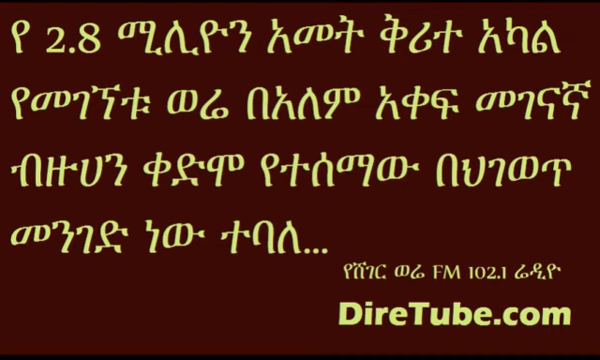 የ 2.8 ሚሊዮን አመት ቅሪተ አካል
የመገኘቱ ወሬ በአለም አቀፍ መገናኛ
ብዙሀን ቀድሞ የተሰማው በህገወጥ
መንገድ ነው ተባለ...
የሸገር ወሬ FM 102.1 ሬዲዮ
DireTube.com